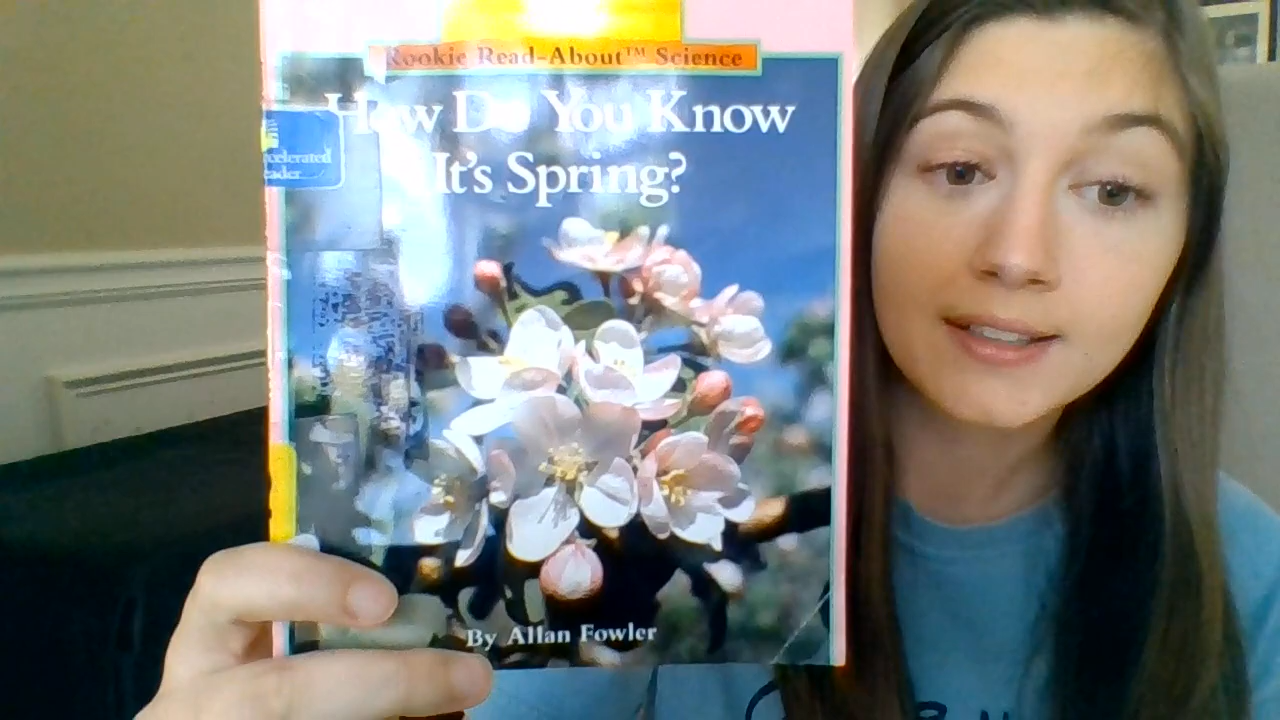 Rookie Read-About™ Science
How Do You Know
It's Spring?
By Allan Fowler